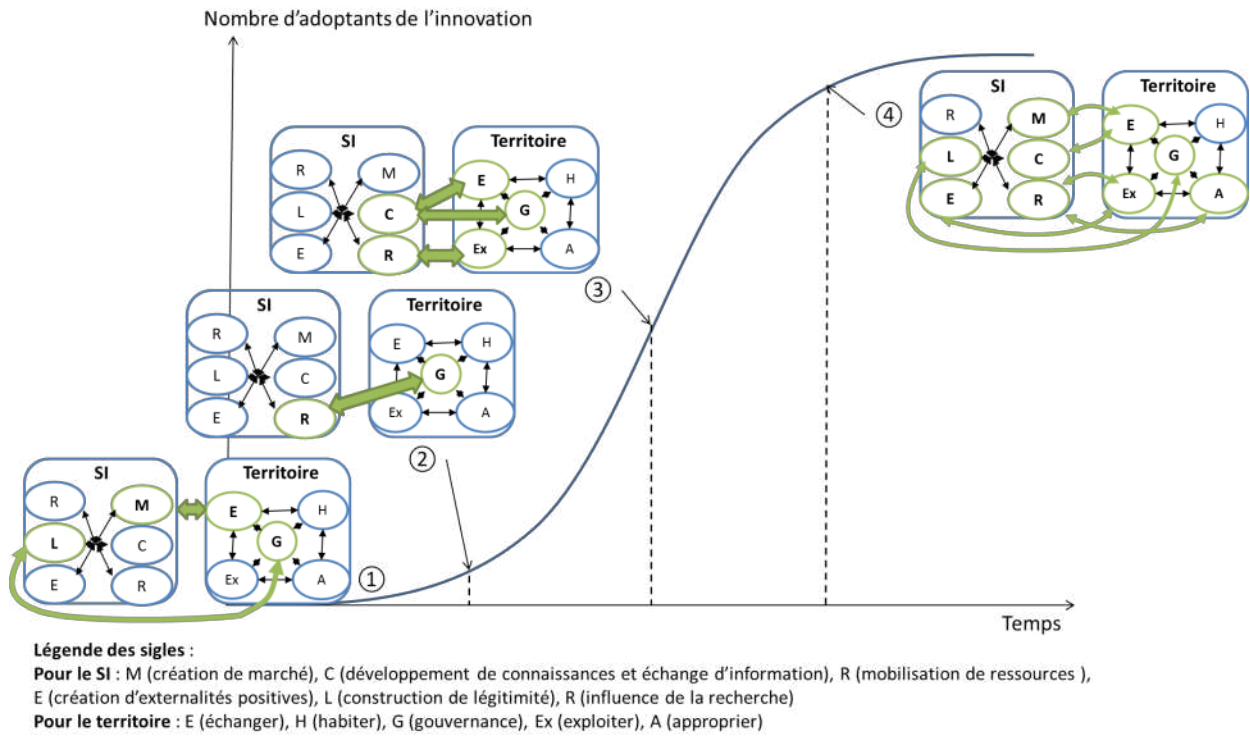 Nombre d'adoptants de l'innovation
SI
R
M
L
C
E
R
Territoire
E
H
G
Ex
A
④
SI
R
M
L
C
E
R
Territoire
E
H
G
Ex
A
③
SI
R
M
L
C
E
R
Territoire
E
H
G
Ex
A
②
SI
R
M
L
C
E
R
Territoire
E
H
G
Ex
A
①
Temps
Légende des sigles :
Pour le SI : M (création de marché), C (développement de connaissances et échange d'information), R (mobilisation de ressources ),
E (création d'externalités positives), L (construction de légitimité), R (influence de la recherche)
Pour le territoire : E (échanger), H (habiter), G (gouvernance), Ex (exploiter), A (approprier)